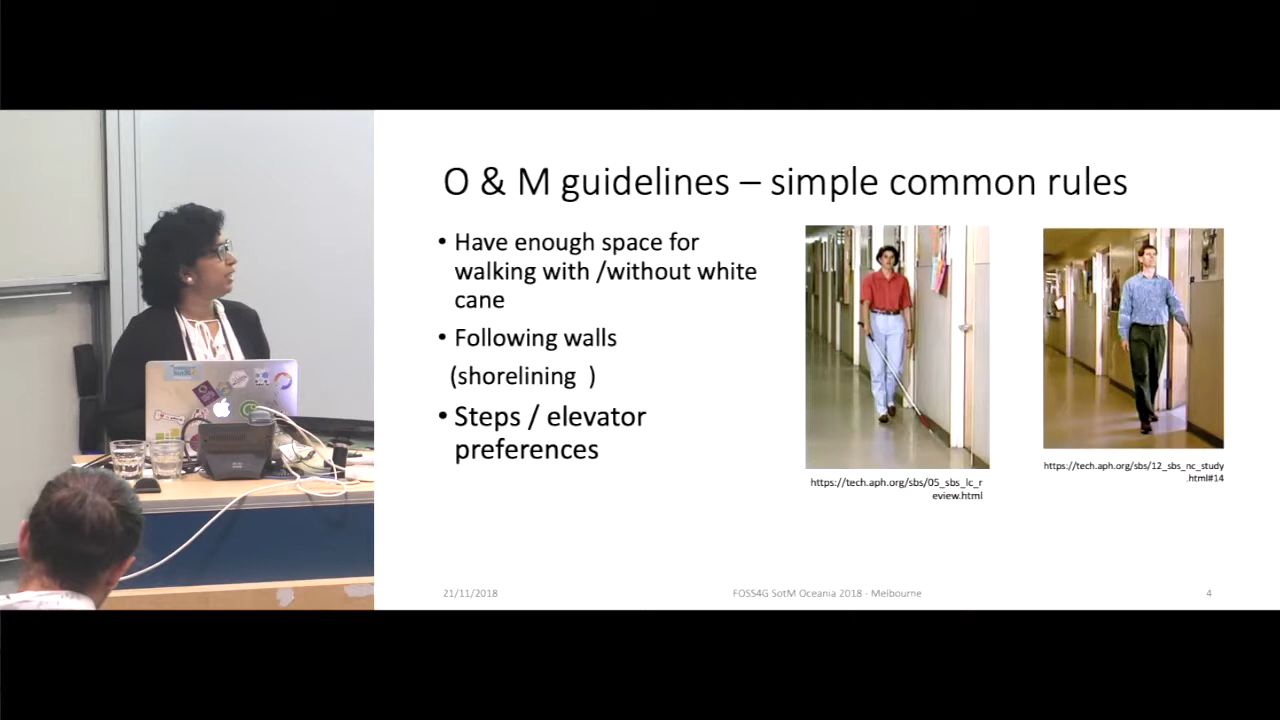 O & M guidelines – simple common rules
• Have enough space for
walking with /without white
cane
• Following walls
(shorelining  )
• Steps / elevator
preferences
https://tech.aph.org/sbs/05_sbs_lc_r
eview.html
https://tech.aph.org/sbs/12_sbs_nc_study
.html#14
21/11/2018
FOSS4G SotM Oceania 2018 - Melbourne
4